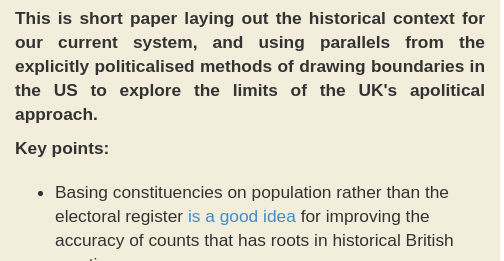 This is short paper laying out the historical context for
our current system, and using parallels from the
explicitly politicalised methods of drawing boundaries in
the US to explore the limits of the UK's apolitical
approach.
Key points:
• Basing constituencies on population rather than the
electoral register is a good idea for improving the
accuracy of counts that has roots in historical British